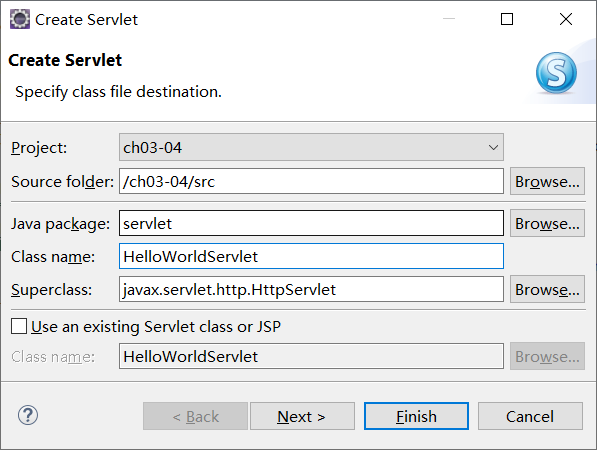 Create Servlet
Create Servlet
Specify class file destination.
S
Project: ch03-04
Source folder: /ch03-04/src Browse...
Java package: servlet Browse...
Class name: HelloWorldServlet
Superclass: javax.servlet.http.HttpServlet Browse...
Use an existing Servlet class or JSP
Class name: HelloWorldServlet Browse...
? < Back Next > Finish Cancel